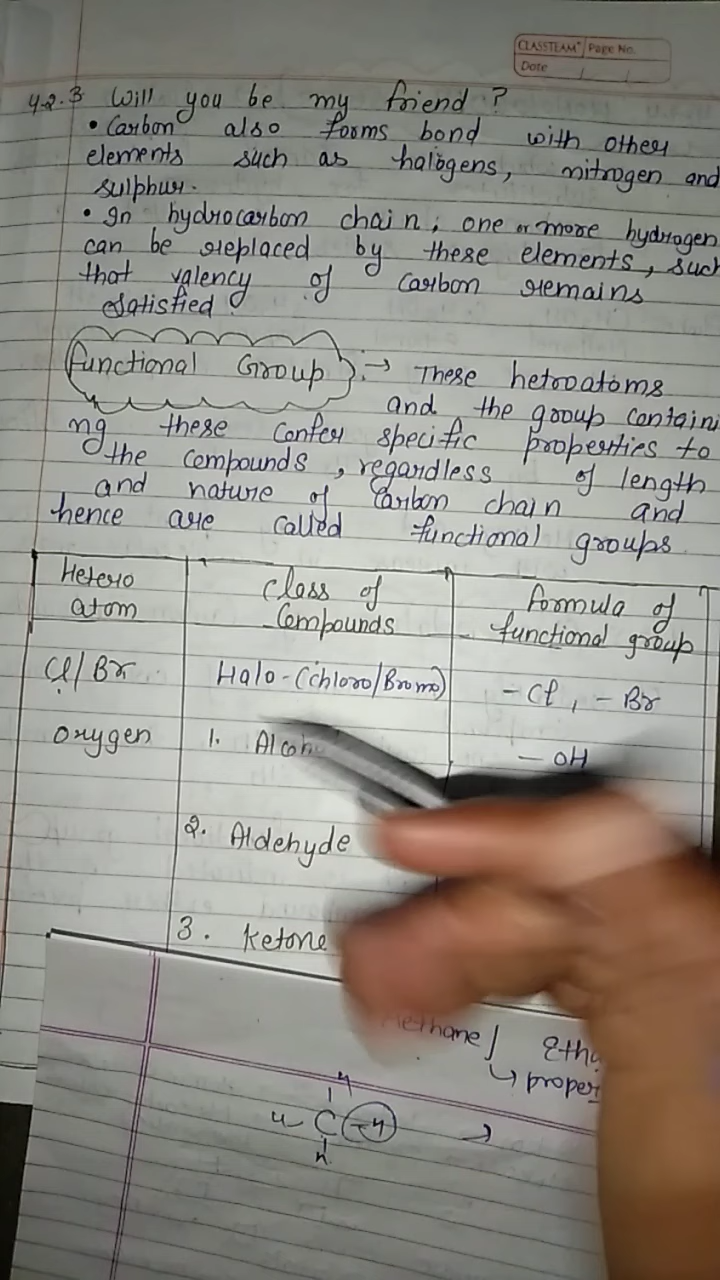 CLASSTEAM Page No.
Date
4.2.3 Will you be my friend ?
• Carbon also forms bond with other
elements such as halogens, nitrogen and
sulphur.
• In hydrocarbon chain, one or more hydrogen
can be replaced by these elements, such
that valency of carbon remains
satisfied.
functional Group :→ These hetroatoms
and the group contain
ng these confer specific properties to
the compounds, regardless of length
and nature of Carbon chain and
hence are called functional groups
Hetero atom
Class of Compounds
formula of functional group
Cl/Br
Halo-(chloro/Bromo)
-Cl, -Br
oxygen
1. Alcoh
- OH
2. Aldehyde
3. Ketone
ethane/ Etha
↳ proper
H
H C -H →
H